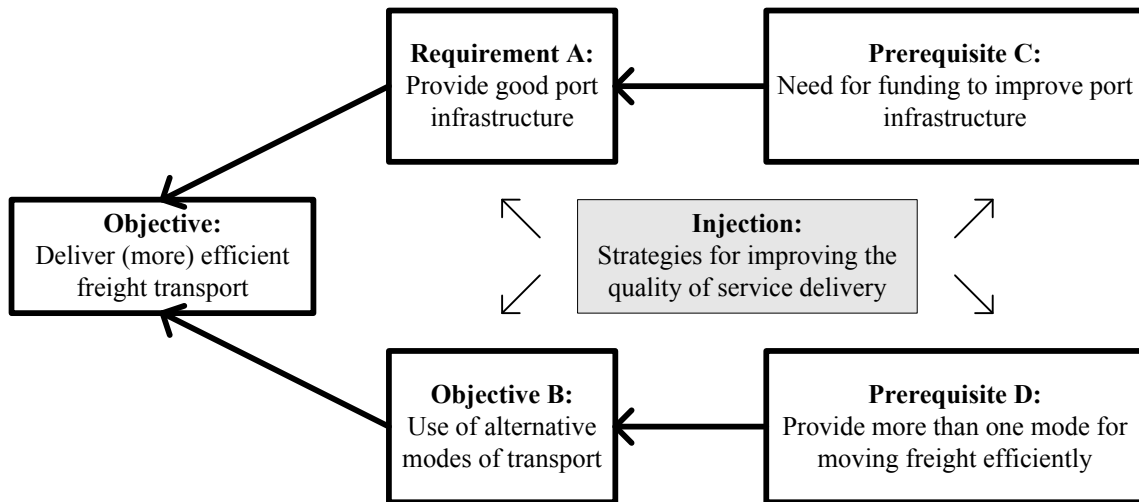 Requirement A:
Provide good port
infrastructure
Prerequisite C:
Need for funding to improve port
infrastructure
Objective:
Deliver (more) efficient
freight transport
Injection:
Strategies for improving the
quality of service delivery
Objective B:
Use of alternative
modes of transport
Prerequisite D:
Provide more than one mode for
moving freight efficiently